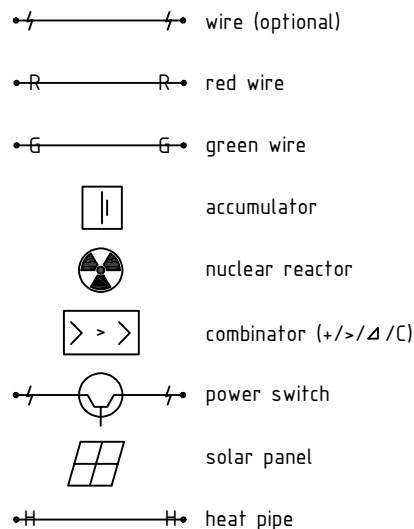 wire (optional)
R R red wire
G G green wire
accumulator
nuclear reactor
> > > combinator (+/>/⊿/C)
power switch
solar panel
H H heat pipe